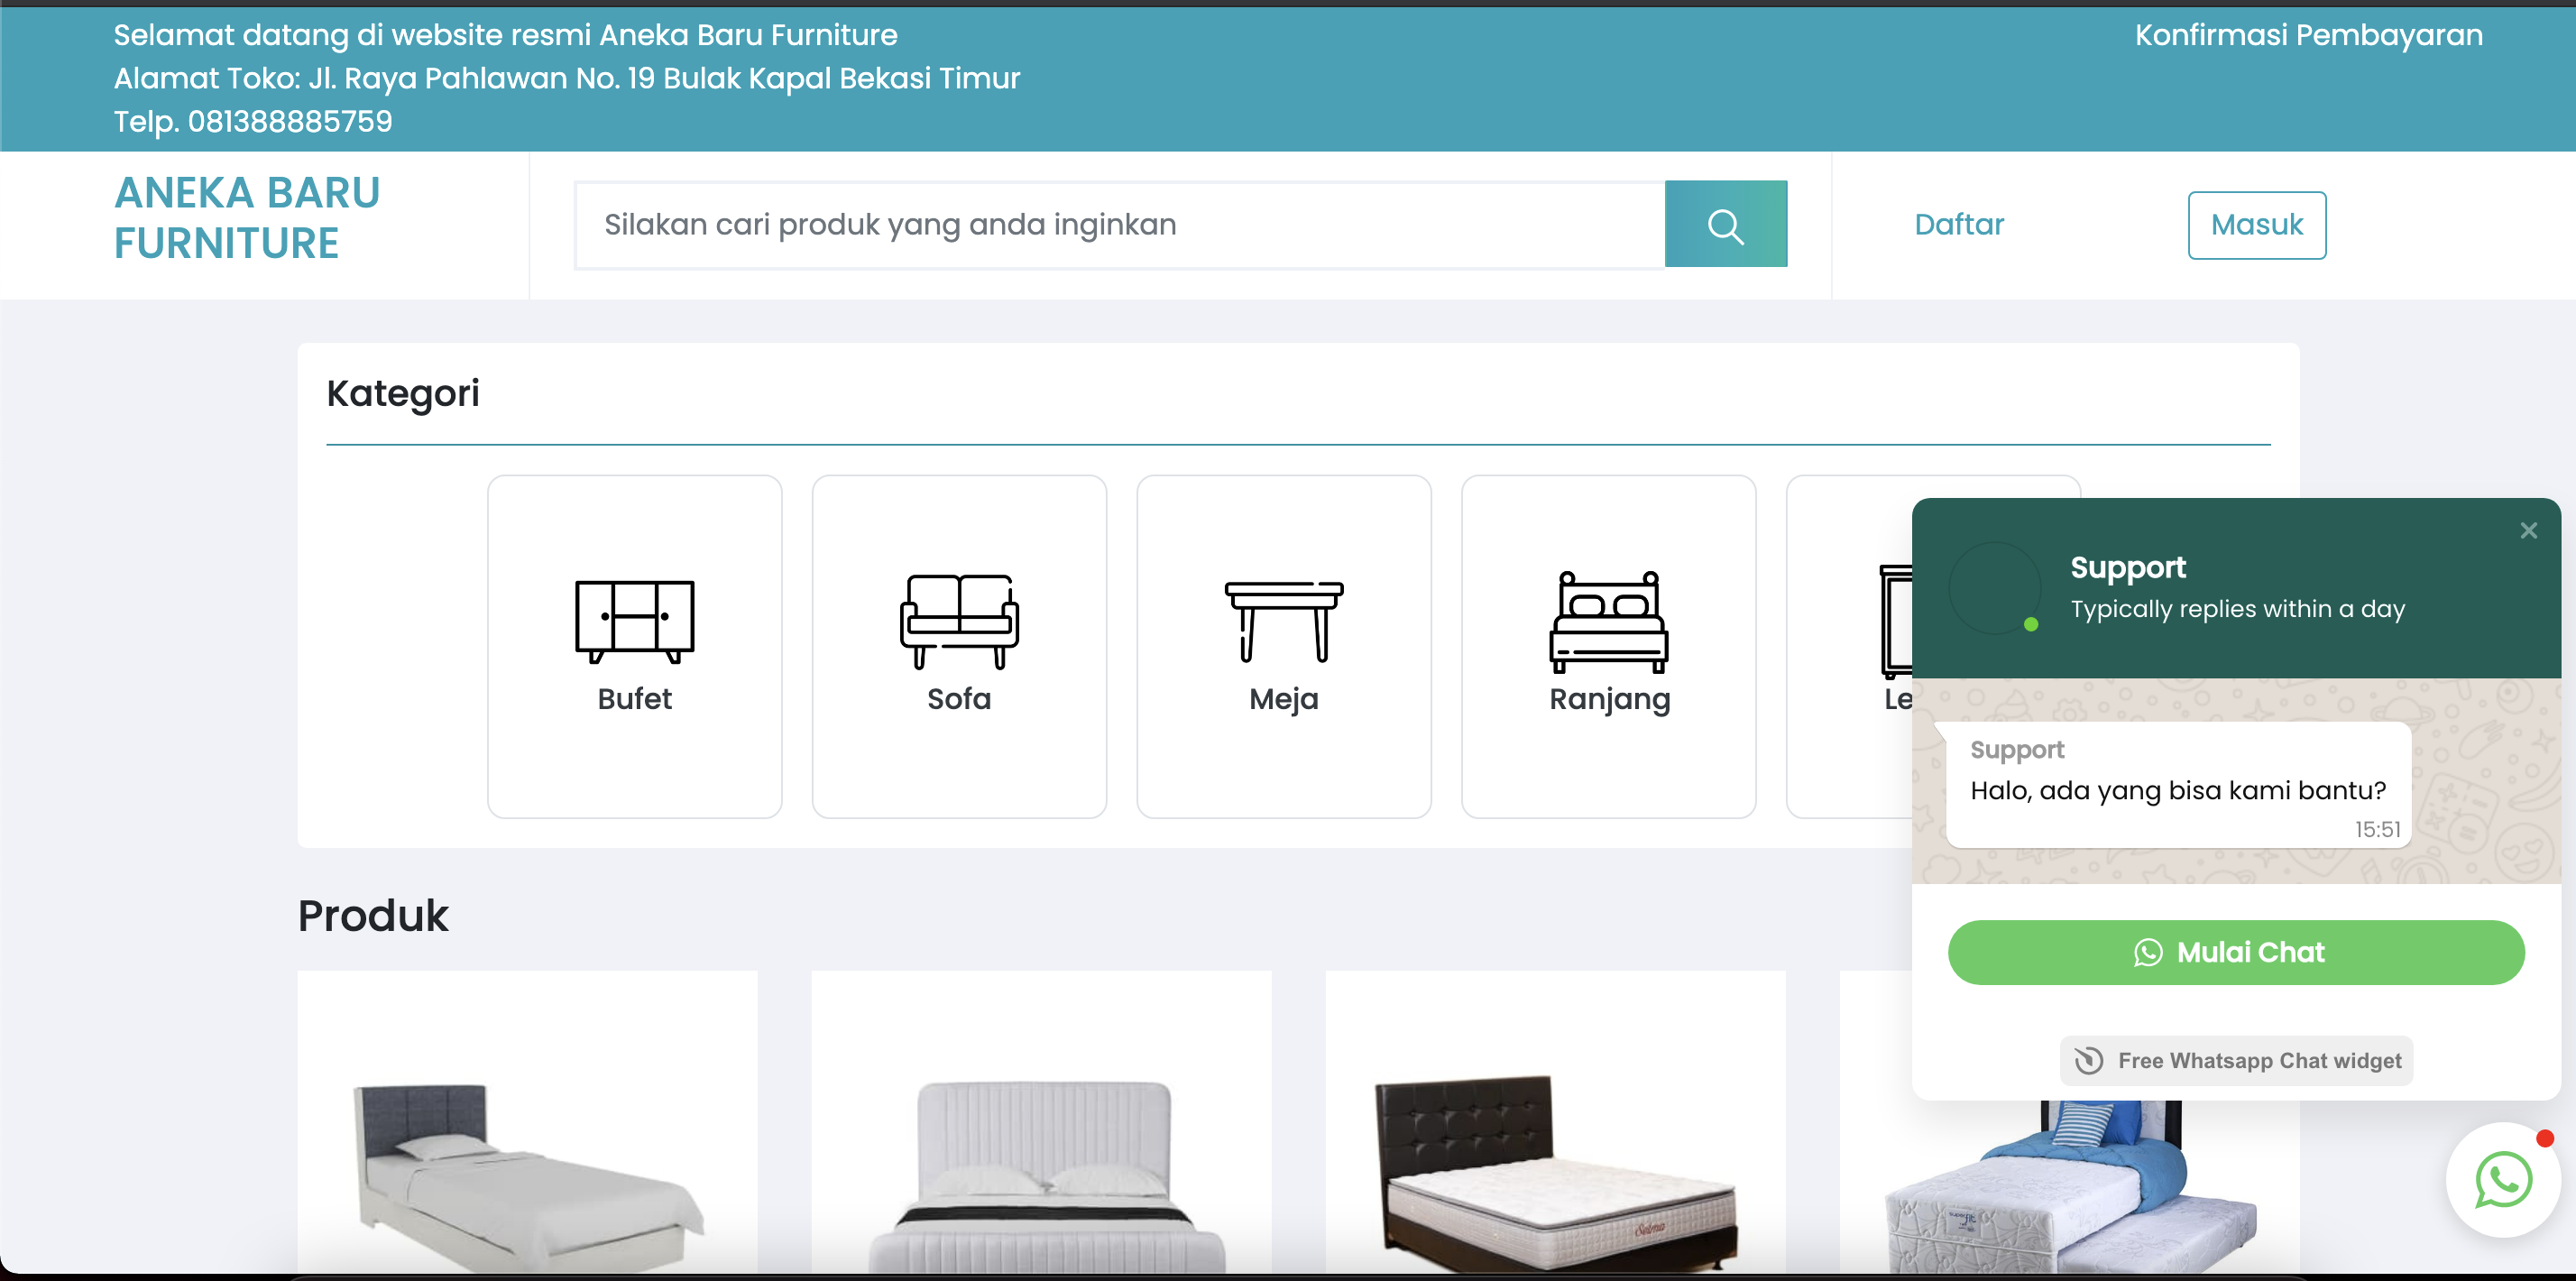 Selamat datang di website resmi Aneka Baru Furniture
Konfirmasi Pembayaran
Alamat Toko: Jl. Raya Pahlawan No. 19 Bulak Kapal Bekasi Timur
Telp. 081388885759
ANEKA BARU
FURNITURE
Silakan cari produk yang anda inginkan
Daftar
Masuk
Kategori
Bufet
Sofa
Meja
Ranjang
Support
Typically replies within a day
Support
Halo, ada yang bisa kami bantu?
15:51
Mulai Chat
Free Whatsapp Chat widget
Produk